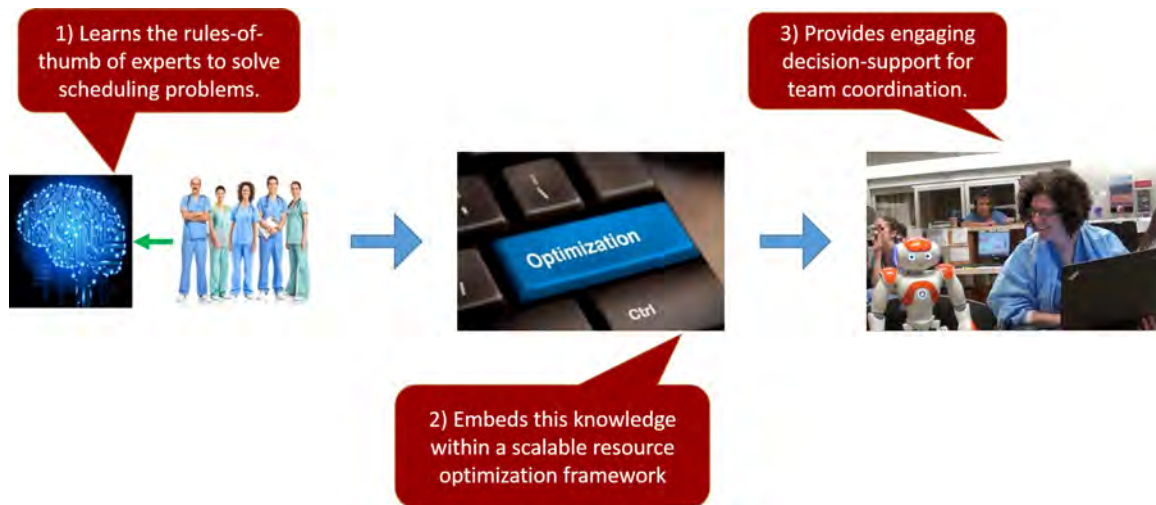 1) Learns the rules-of-
thumb of experts to solve
scheduling problems.
3) Provides engaging
decision-support for
team coordination.
Optimization
Ctrl
2) Embeds this knowledge
within a scalable resource
optimization framework